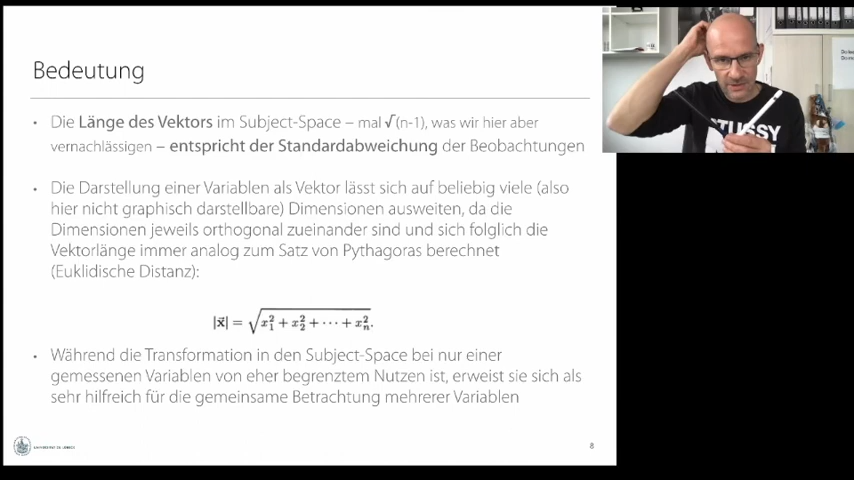 Bedeutung
• Die Länge des Vektors im Subject-Space – mal √(n-1), was wir hier aber
vernachlässigen – entspricht der Standardabweichung der Beobachtungen
• Die Darstellung einer Variablen als Vektor lässt sich auf beliebig viele (also
hier nicht graphisch darstellbare) Dimensionen ausweiten, da die
Dimensionen jeweils orthogonal zueinander sind und sich folglich die
Vektorlänge immer analog zum Satz von Pythagoras berechnet
(Euklidische Distanz):
|x⃗| = √(x₁² + x₂² + ··· + xₙ²).
• Während die Transformation in den Subject-Space bei nur einer
gemessenen Variablen von eher begrenztem Nutzen ist, erweist sie sich als
sehr hilfreich für die gemeinsame Betrachtung mehrerer Variablen
8
STUSSY